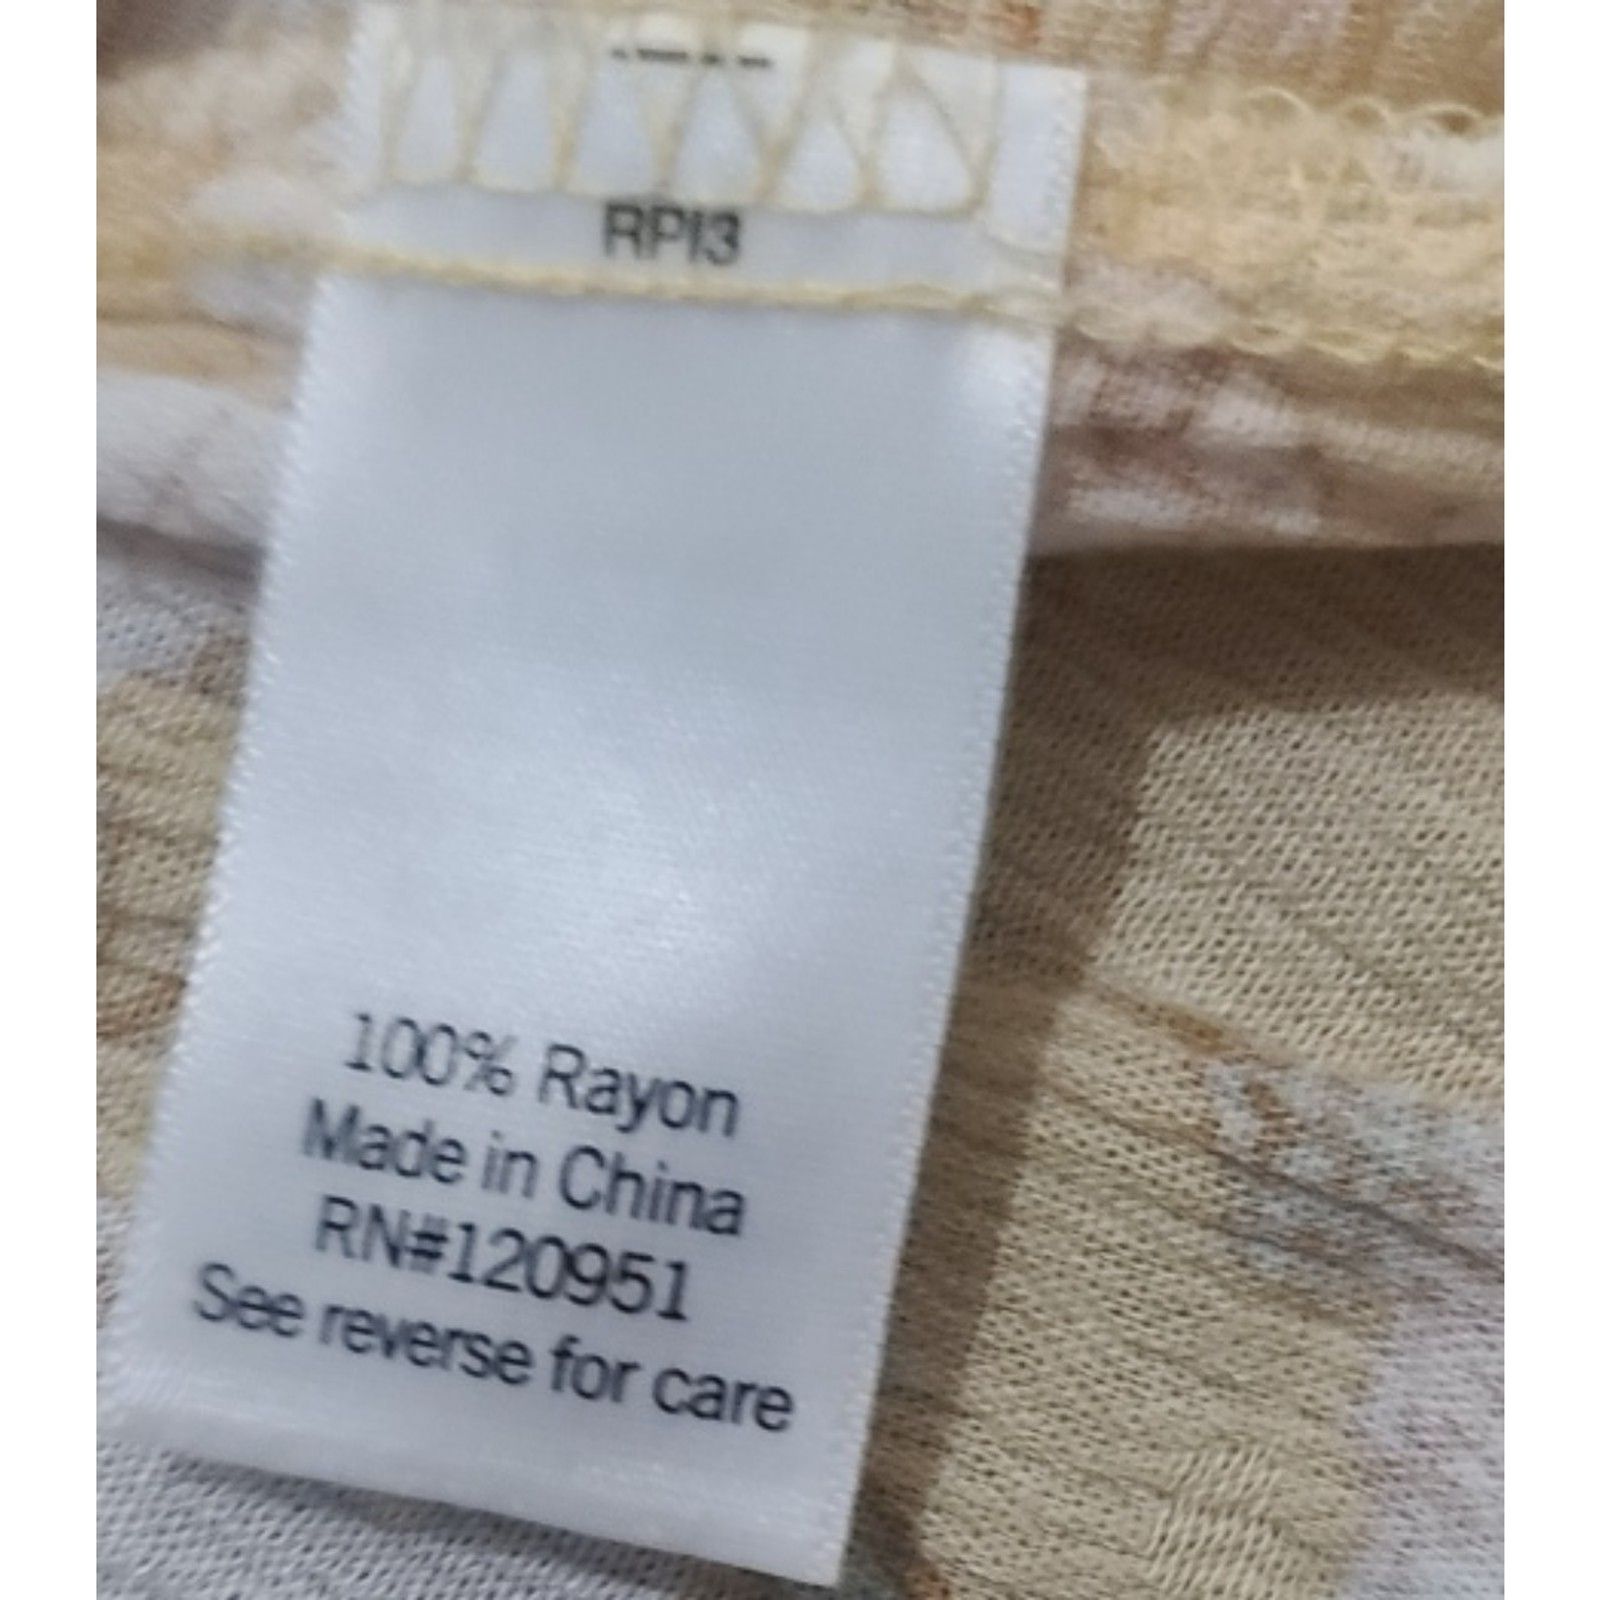 RPI3
100% Rayon
Made in China
RN#120951
See reverse for care